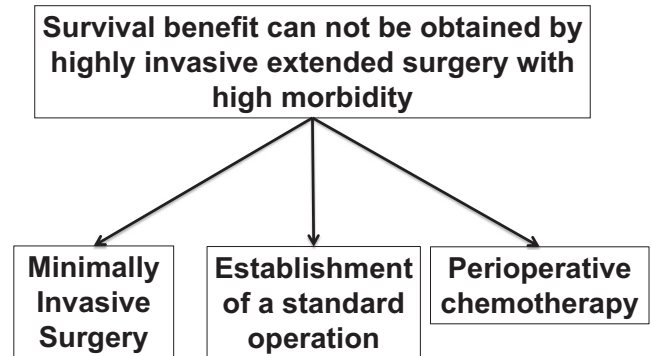 Survival benefit can not be obtained by
highly invasive extended surgery with
high morbidity
Minimally
Invasive
Surgery
Establishment
of a standard
operation
Perioperative
chemotherapy